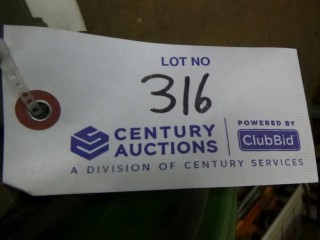 LOT NO
316
CENTURY AUCTIONS
POWERED BY
ClubBid
A DIVISION OF CENTURY SERVICES